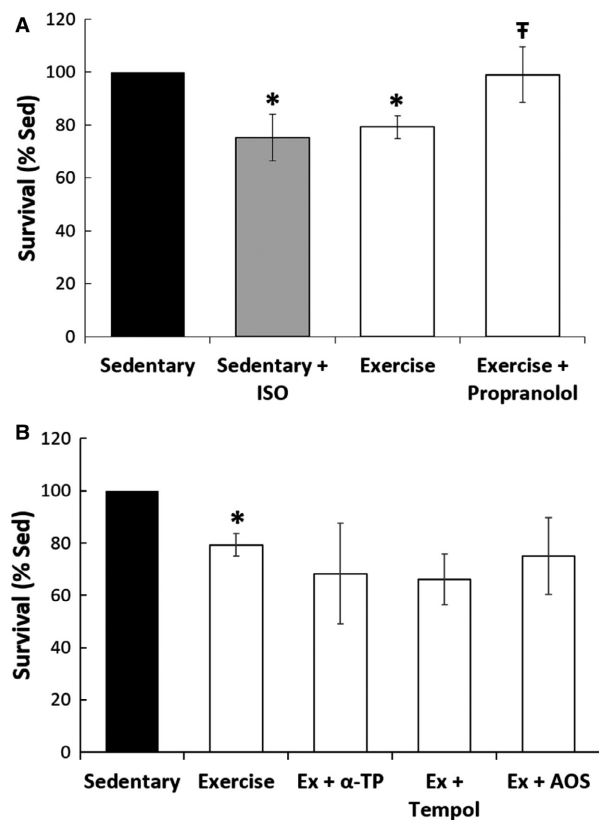 A
Survival (% Sed)
120
100
80
60
40
20
0
*
*
Ŧ
Sedentary
Sedentary +
ISO
Exercise
Exercise +
Propranolol
B
Survival (% Sed)
120
100
80
60
40
20
0
*
Sedentary
Exercise
Ex + α-TP
Ex +
Tempol
Ex + AOS